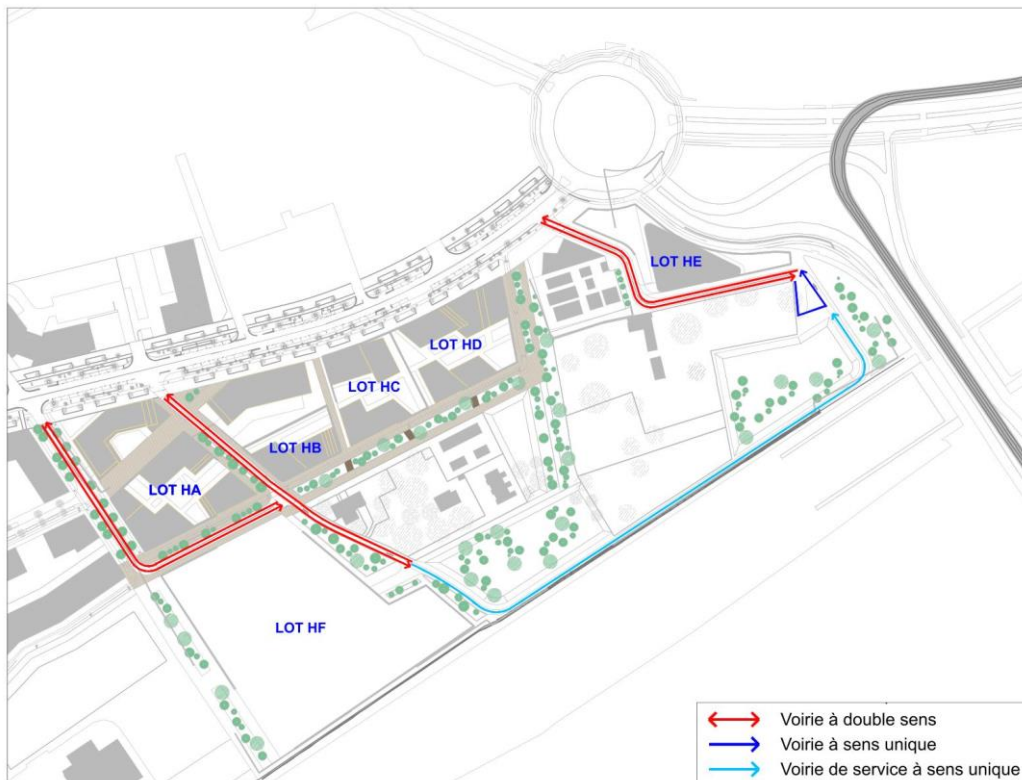 LOT HE
LOT HD
LOT HC
LOT HB
LOT HA
LOT HF
Voirie à double sens
Voirie à sens unique
Voirie de service à sens unique